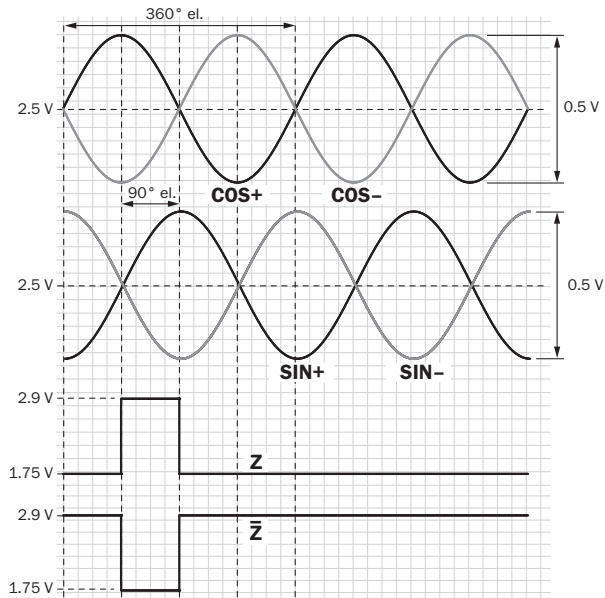 360° el.
2.5 V
0.5 V
90° el.
COS+
COS−
2.5 V
0.5 V
SIN+
SIN−
2.9 V
Z
1.75 V
2.9 V
Z̅
1.75 V